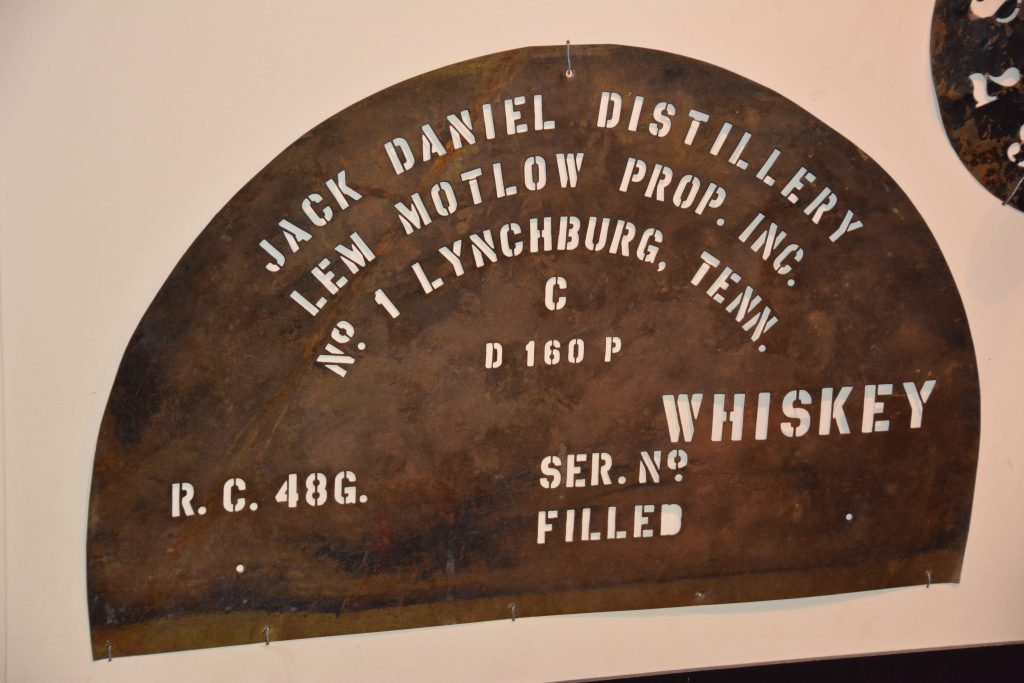 JACK DANIEL DISTILLERY
LEM MOTLOW PROP. INC.
Nº. 1 LYNCHBURG, TENN.
C
D 160 P
WHISKEY
R. C. 48G.
SER. Nº
FILLED